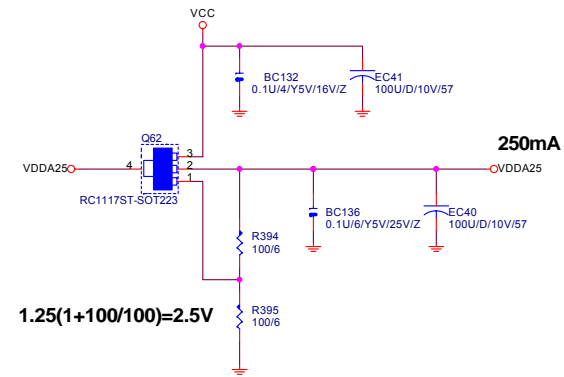 VCC
BC132
0.1U/4/Y5V/16V/Z
EC41
100U/D/10V/57
Q62
3
250mA
VDDA25
4
2
VDDA25
1
RC1117ST-SOT223
BC136
0.1U/6/Y5V/25V/Z
EC40
100U/D/10V/57
R394
100/6
1.25(1+100/100)=2.5V
R395
100/6